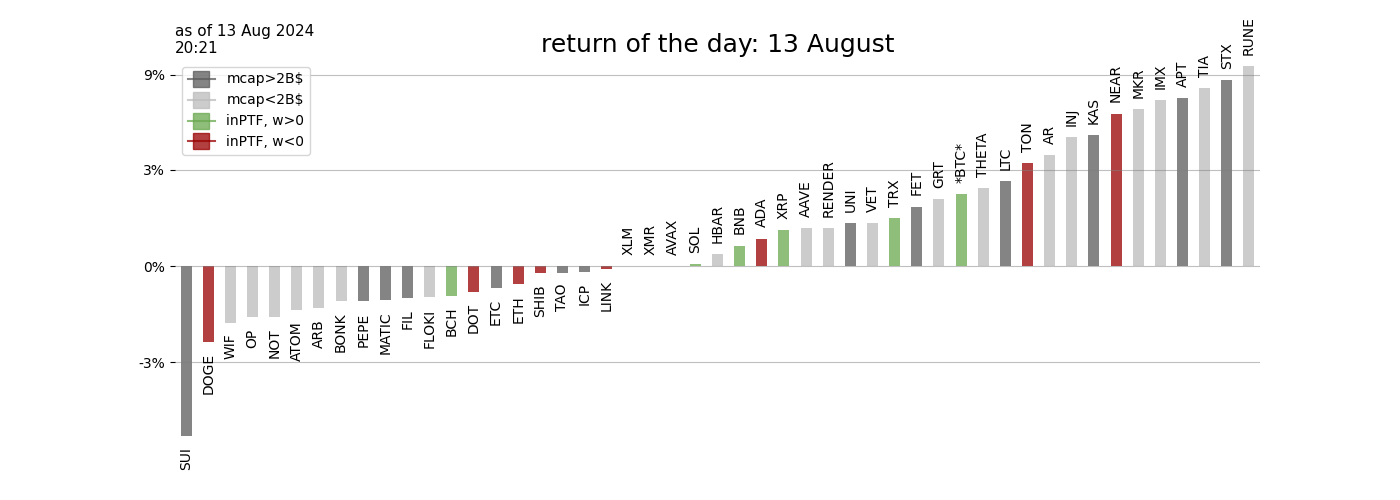 as of 13 Aug 2024
20:21
return of the day: 13 August
mcap>2B$
mcap<2B$
inPTF, w>0
inPTF, w<0
9%
3%
0%
-3%
SUI
DOGE
WIF
OP
NOT
ATOM
ARB
BONK
PEPE
MATIC
FIL
FLOKI
BCH
DOT
ETC
ETH
SHIB
TAO
ICP
LINK
XLM
XMR
AVAX
SOL
HBAR
BNB
ADA
XRP
AAVE
RENDER
UNI
VET
TRX
FET
GRT
*BTC*
THETA
LTC
TON
AR
INJ
KAS
NEAR
MKR
IMX
APT
TIA
STX
RUNE